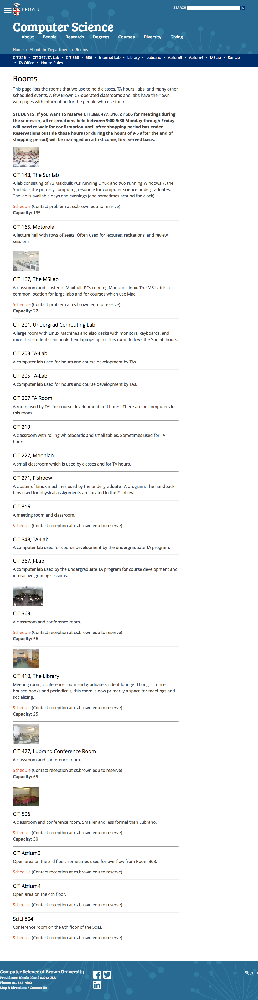 BROWN
SEARCH
>
Computer Science
About People Research Degrees Courses Diversity Giving
Home » About the Department » Rooms
CIT 316 • CIT 367, TA Lab • CIT 368 • 506 • Internet Lab • Library • Lubrano • Atrium3 • Atrium4 • MSlab • Sunlab
• TA Office • House Rules
Rooms
This page lists the rooms that we use to hold classes, TA hours, labs, and many other
scheduled events. A few Brown CS-operated classrooms and labs have their own
web pages with information for the people who use them.
STUDENTS: If you want to reserve CIT 368, 477, 316, or 506 for meetings during
the semester, all reservations held between 9:00-5:30 Monday through Friday
will need to wait for confirmation until after shopping period has ended.
Reservations outside those hours (or during the hours of 9-5 after the end of
shopping period) will be managed on a first come, first served basis.
CIT 143, The Sunlab
A lab consisting of 73 Maxbuilt PCs running Linux and two running Windows 7, the
Sunlab is the primary computing resource for computer science undergraduates.
The lab is available days and evenings (and sometimes around the clock).
Schedule (Contact problem at cs.brown.edu to reserve)
Capacity: 135
CIT 165, Motorola
A lecture hall with rows of seats. Often used for lectures, recitations, and review
sessions.
CIT 167, The MSLab
A classroom and cluster of Maxbuilt PCs running Mac and Linux. The MS-Lab is a
common location for large labs and for courses which use Mac.
Schedule (Contact problem at cs.brown.edu to reserve)
Capacity: 22
CIT 201, Undergrad Computing Lab
A large room with Linux Machines and also desks with monitors, keyboards, and
mice that students can hook their laptops up to. This room follows the Sunlab hours.
CIT 203 TA-Lab
A computer lab used for hours and course development by TAs.
CIT 205 TA-Lab
A computer lab used for hours and course development by TAs.
CIT 207 TA Room
A room used by TAs for course development and hours. There are no computers in
this room.
CIT 219
A classroom with rolling whiteboards and small tables. Sometimes used for TA
hours.
CIT 227, Moonlab
A small classroom which is used by classes and for TA hours.
CIT 271, Fishbowl
A cluster of Linux machines used by the undergraduate TA program. The handback
bins used for physical assignments are located in the Fishbowl.
CIT 316
A meeting room and classroom.
Schedule (Contact reception at cs.brown.edu to reserve)
CIT 348, TA-Lab
A computer lab used for course development by the undergraduate TA program.
CIT 367, J-Lab
A computer lab used by the undergraduate TA program for course development and
interactive grading sessions.
CIT 368
A classroom and conference room.
Schedule (Contact reception at cs.brown.edu to reserve)
Capacity: 56
CIT 410, The Library
Meeting room, conference room and graduate student lounge. Though it once
housed books and periodicals, this room is now primarily a space for meetings and
socializing.
Schedule (Contact reception at cs.brown.edu to reserve)
Capacity: 25
CIT 477, Lubrano Conference Room
A classroom and conference room.
Schedule (Contact reception at cs.brown.edu to reserve)
Capacity: 65
CIT 506
A classroom and conference room. Smaller and less formal than Lubrano.
Schedule (Contact reception at cs.brown.edu to reserve)
Capacity: 30
CIT Atrium3
Open area on the 3rd floor, sometimes used for overflow from Room 368.
Schedule (Contact reception at cs.brown.edu to reserve)
CIT Atrium4
Open area on the 4th floor.
Schedule (Contact reception at cs.brown.edu to reserve)
SciLi 804
Conference room on the 8th floor of the SciLi.
Schedule (Contact reception at cs.brown.edu to reserve)
Computer Science at Brown University
Providence, Rhode Island 02912 USA
Phone: 401-863-7600
Map & Directions / Contact Us
Sign In